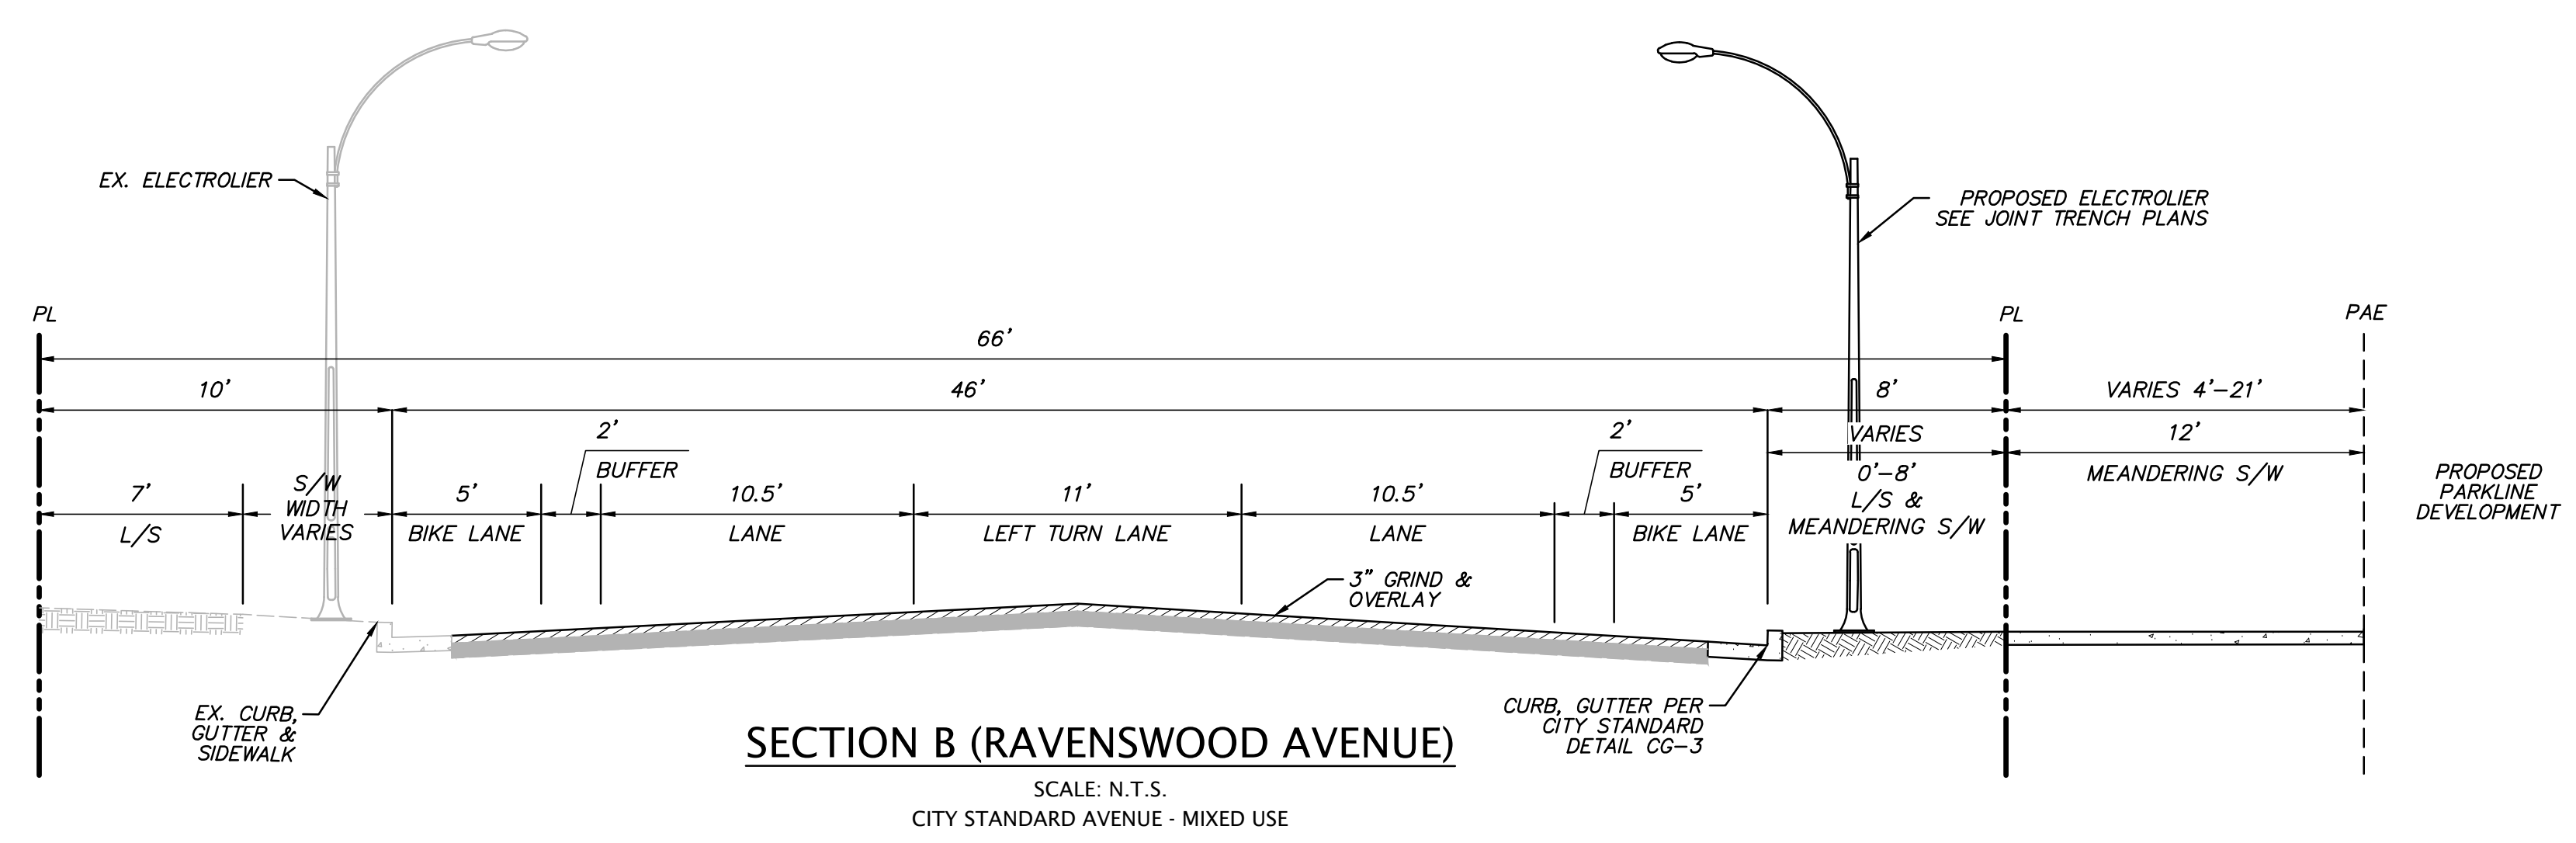 EX. ELECTROLIER
PROPOSED ELECTROLIER
SEE JOINT TRENCH PLANS
PL
PL
PAE
66'
10'
46'
8'
VARIES 4'-21'
2'
BUFFER
2'
BUFFER
VARIES
0'-8'
L/S &
MEANDERING S/W
12'
MEANDERING S/W
PROPOSED
PARKLINE
DEVELOPMENT
7'
L/S
S/W
WIDTH
VARIES
5'
BIKE LANE
10.5'
LANE
11'
LEFT TURN LANE
10.5'
LANE
5'
BIKE LANE
3" GRIND &
OVERLAY
EX. CURB,
GUTTER &
SIDEWALK
CURB, GUTTER PER
CITY STANDARD
DETAIL CG-3
SECTION B (RAVENSWOOD AVENUE)
SCALE: N.T.S.
CITY STANDARD AVENUE - MIXED USE